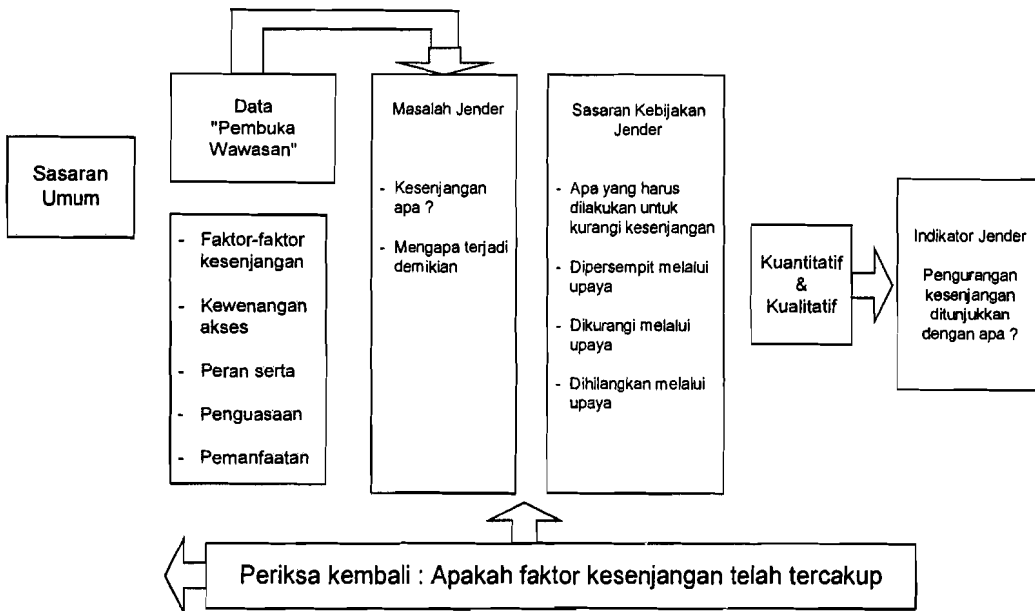 Sasaran
Umum
Data
"Pembuka
Wawasan"
- Faktor-faktor
kesenjangan
- Kewenangan
akses
- Peran serta
- Penguasaan
- Pemanfaatan
Masalah Jender
- Kesenjangan
apa ?
- Mengapa terjadi
demikian
Sasaran Kebijakan
Jender
- Apa yang harus
dilakukan untuk
kurangi kesenjangan
- Dipersempit melalui
upaya
- Dikurangi melalui
upaya
- Dihilangkan melalui
upaya
Kuantitatif
&
Kualitatif
Indikator Jender
Pengurangan
kesenjangan
ditunjukkan
dengan apa ?
Periksa kembali : Apakah faktor kesenjangan telah tercakup